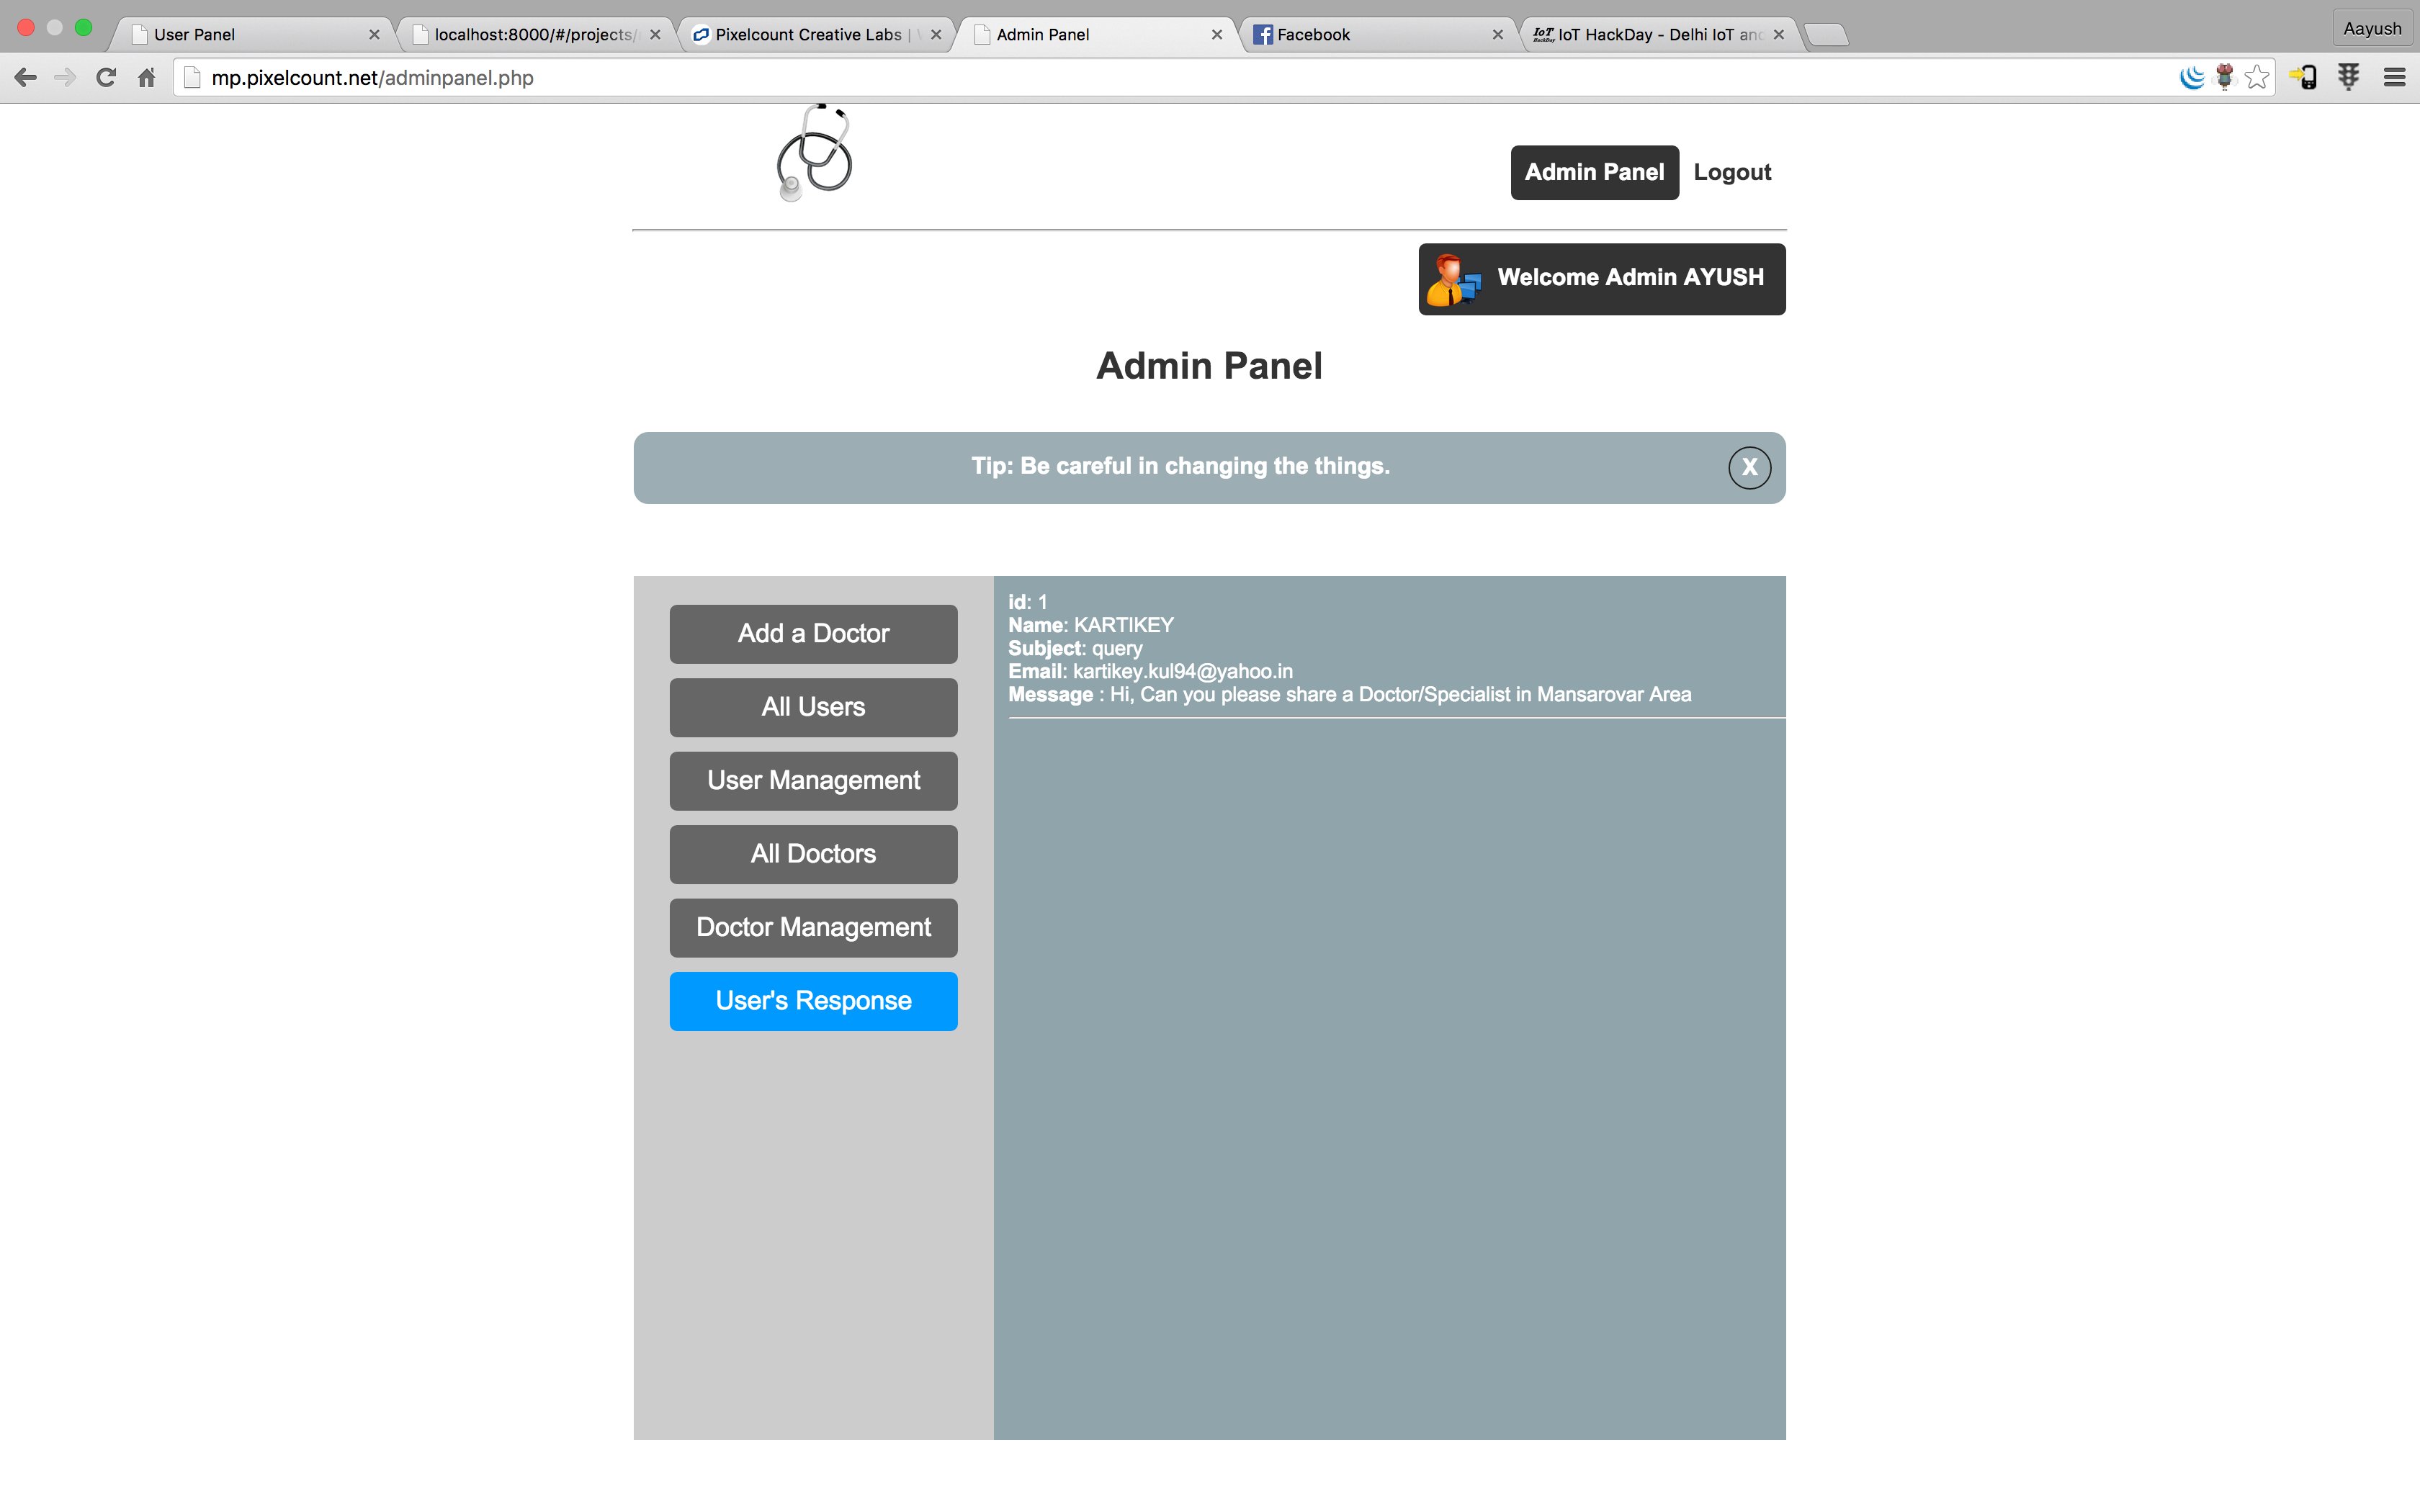 User Panel
localhost:8000/#/projects/
Pixelcount Creative Labs |
Admin Panel
Facebook
IoT HackDay IoT HackDay - Delhi IoT and
Aayush
mp.pixelcount.net/adminpanel.php
Admin Panel
Logout
Welcome Admin AYUSH
Admin Panel
Tip: Be careful in changing the things.
X
Add a Doctor
All Users
User Management
All Doctors
Doctor Management
User's Response
id: 1
Name: KARTIKEY
Subject: query
Email: kartikey.kul94@yahoo.in
Message : Hi, Can you please share a Doctor/Specialist in Mansarovar Area